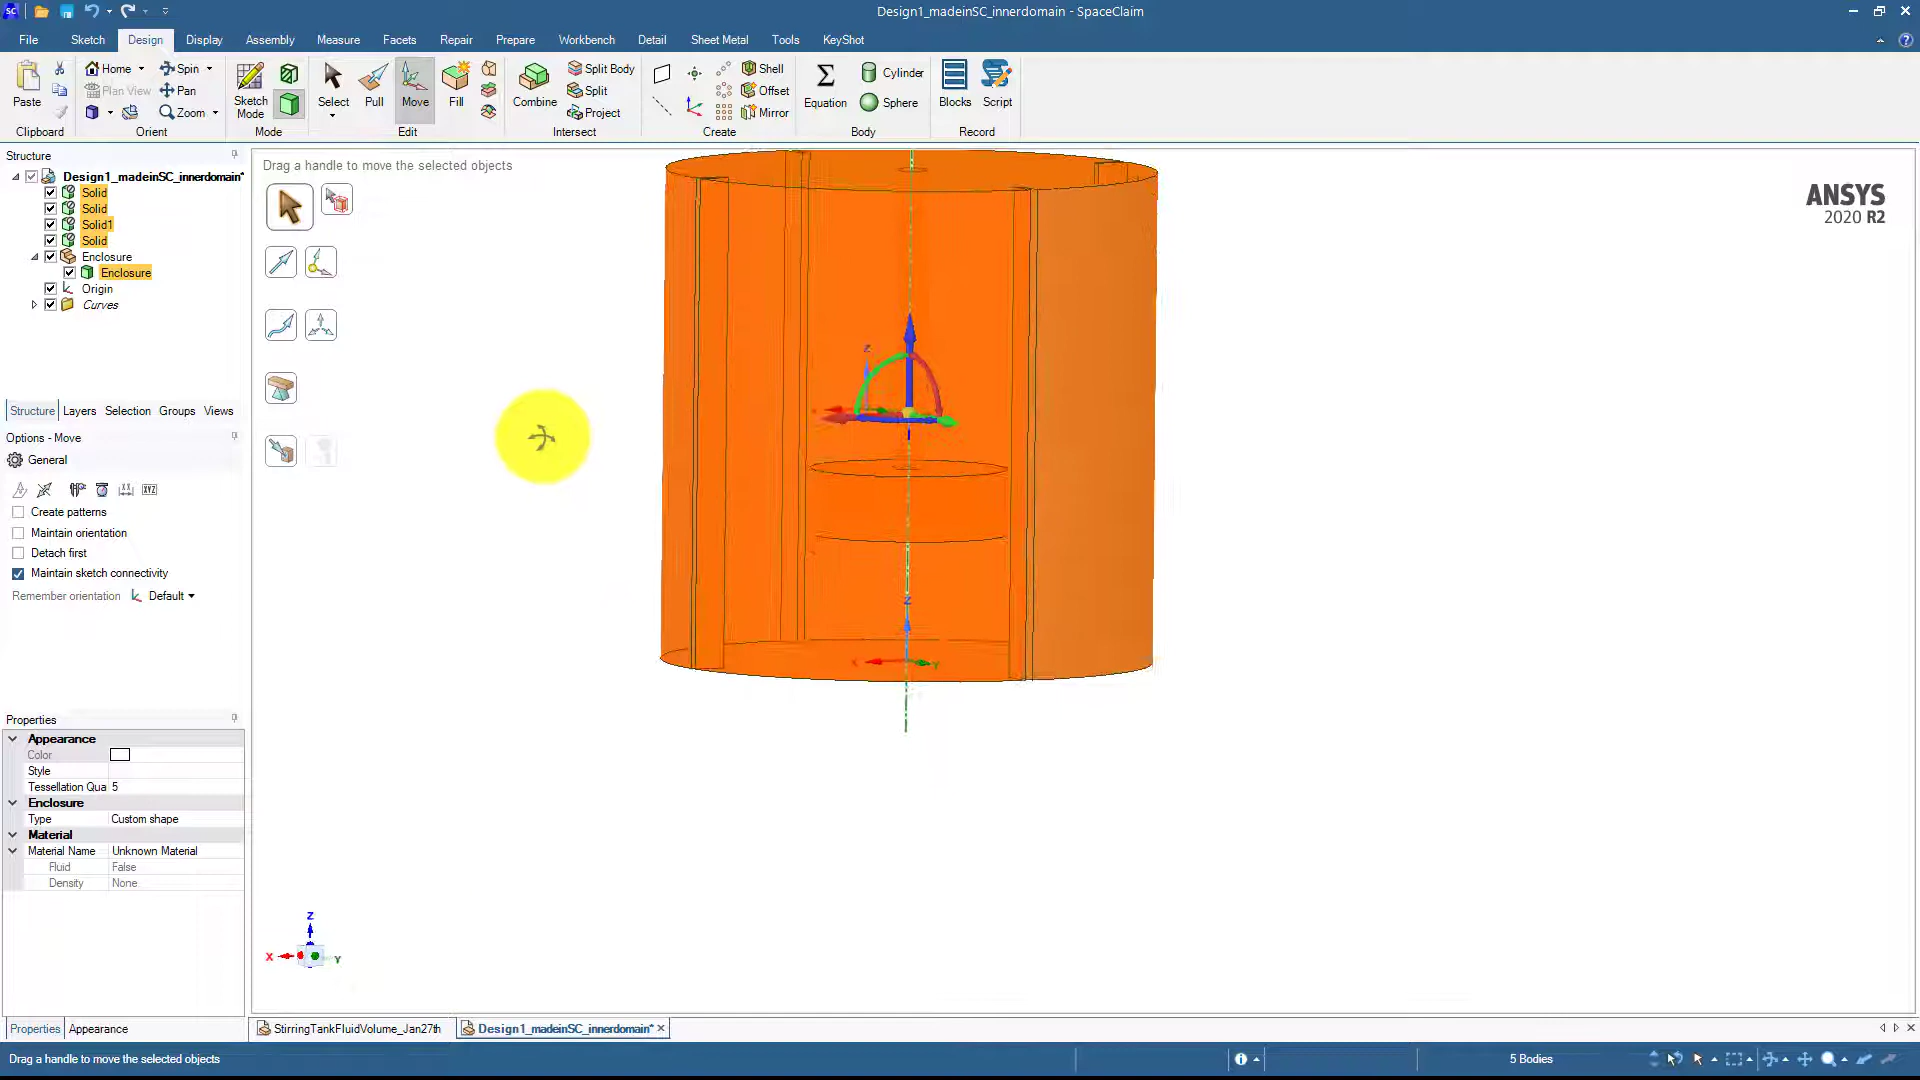 SC
Design1_madeinSC_innerdomain - SpaceClaim
File Sketch Design Display Assembly Measure Facets Repair Prepare Workbench Detail Sheet Metal Tools KeyShot
Paste
Clipboard
Home Spin
Plan View Pan
Zoom
Orient
Sketch Mode
Mode
Select Pull Move Fill
Edit
Combine
Split Body
Split
Project
Intersect
Shell
Offset
Mirror
Create
Equation
Cylinder
Sphere
Body
Blocks Script
Record
Structure
Design1_madeinSC_innerdomain*
Solid
Solid
Solid1
Solid
Enclosure
Enclosure
Origin
Curves
Structure Layers Selection Groups Views
Options - Move
General
XYZ
Create patterns
Maintain orientation
Detach first
Maintain sketch connectivity
Remember orientation Default
Properties
Appearance
Color
Style
Tessellation Qua 5
Enclosure
Type Custom shape
Material
Material Name Unknown Material
Fluid False
Density None
Properties Appearance
Drag a handle to move the selected objects
ANSYS
2020 R2
Z
Z
X Y
Z
X Y
StirringTankFluidVolume_Jan27th Design1_madeinSC_innerdomain*
Drag a handle to move the selected objects
5 Bodies